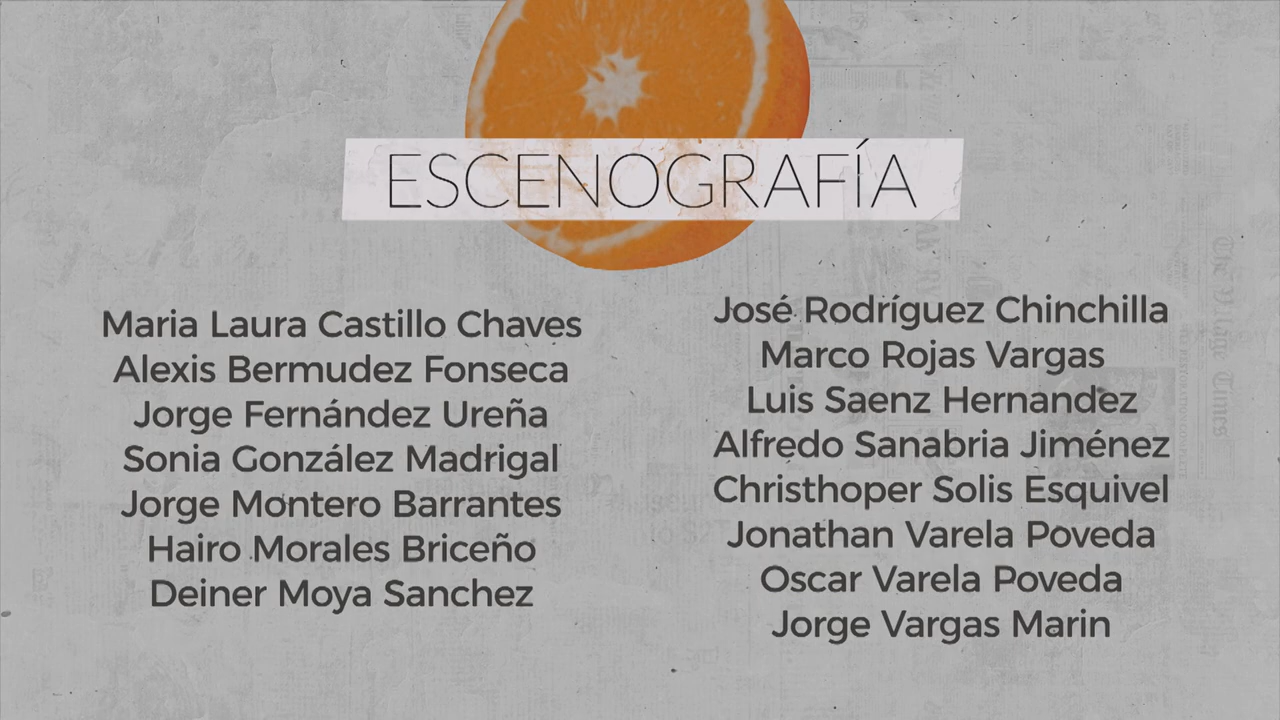 ESCENOGRAFÍA
Maria Laura Castillo Chaves
Alexis Bermudez Fonseca
Jorge Fernández Ureña
Sonia González Madrigal
Jorge Montero Barrantes
Hairo Morales Briceño
Deiner Moya Sanchez
José Rodríguez Chinchilla
Marco Rojas Vargas
Luis Saenz Hernandez
Alfredo Sanabria Jiménez
Christhoper Solis Esquivel
Jonathan Varela Poveda
Oscar Varela Poveda
Jorge Vargas Marin